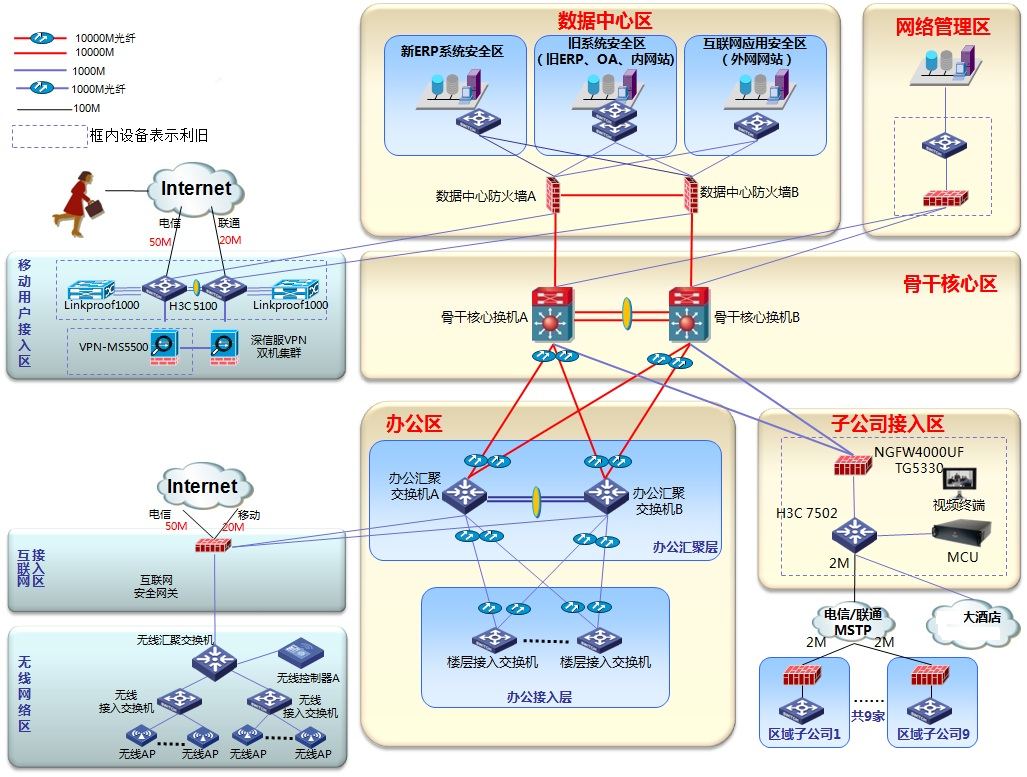 10000M光纤
10000M
1000M
1000M光纤
100M
框内设备表示利旧
数据中心区
新ERP系统安全区
旧系统安全区
（旧ERP、OA、内网站）
互联网应用安全区
（外网网站）
数据中心防火墙A
数据中心防火墙B
网络管理区
Internet
电信
50M
联通
20M
移动用户接入区
Linkproof1000
H3C 5100
Linkproof1000
VPN-MS5500
深信服VPN
双机集群
骨干核心区
骨干核心换机A
骨干核心换机B
办公区
办公汇聚
交换机A
办公汇聚
交换机B
办公汇聚层
楼层接入交换机
楼层接入交换机
办公接入层
子公司接入区
NGFW4000UF
TG5330
视频终端
H3C 7502
MCU
2M
电信/联通
MSTP
大酒店
2M
2M
区域子公司1
共9家
区域子公司9
Internet
电信
50M
移动
20M
互联网
接入区
互联网
安全网关
无线网络区
无线汇聚交换机
无线控制器A
无线
接入交换机
无线
接入交换机
无线AP
无线AP
无线AP
无线AP